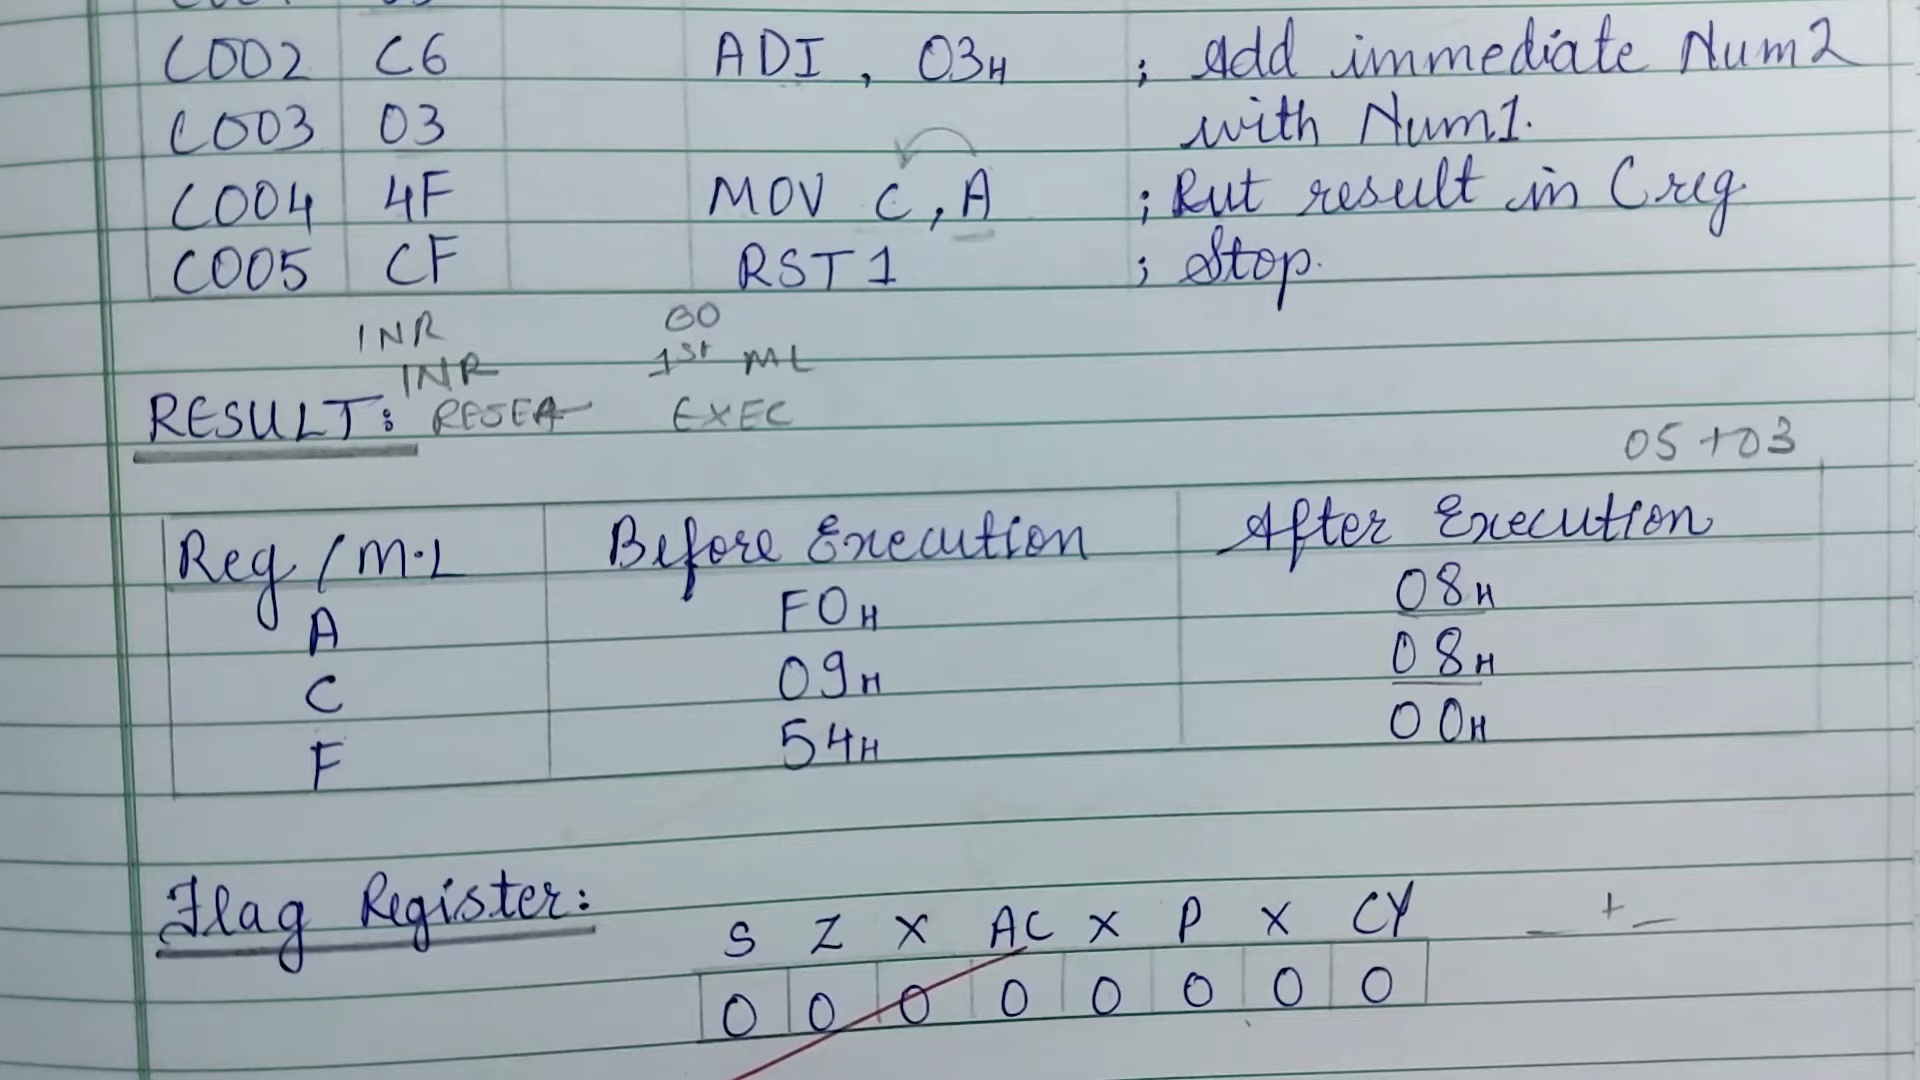 C002 C6 ADI, 03H ; Add immediate Num2
C003 03 with Num1.
C004 4F MOV C, A ; Put result in C reg
C005 CF RST 1 ; Stop.
INR GO
INR 1st ML
RESULT: EXEC
05 + 03
Reg / M.L Before Execution After Execution
A F0H 08H
C 09H 08H
F 54H 00H
Flag Register: S Z X AC X P X CY _ + _
0 0 0 0 0 0 0 0